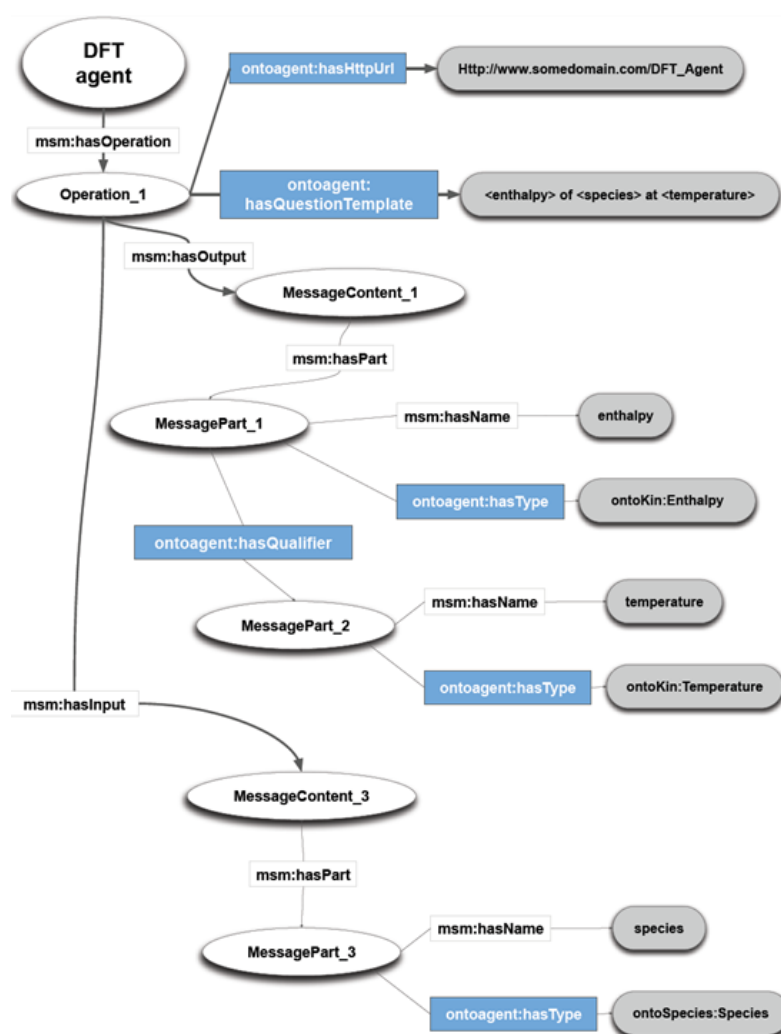 DFT
agent
ontoagent:hasHttpUrl
Http://www.somedomain.com/DFT_Agent
msm:hasOperation
Operation_1
ontoagent:
hasQuestionTemplate
<enthalpy> of <species> at <temperature>
msm:hasOutput
MessageContent_1
msm:hasPart
MessagePart_1
msm:hasName
enthalpy
ontoagent:hasType
ontoKin:Enthalpy
ontoagent:hasQualifier
MessagePart_2
msm:hasName
temperature
ontoagent:hasType
ontoKin:Temperature
msm:hasInput
MessageContent_3
msm:hasPart
MessagePart_3
msm:hasName
species
ontoagent:hasType
ontoSpecies:Species